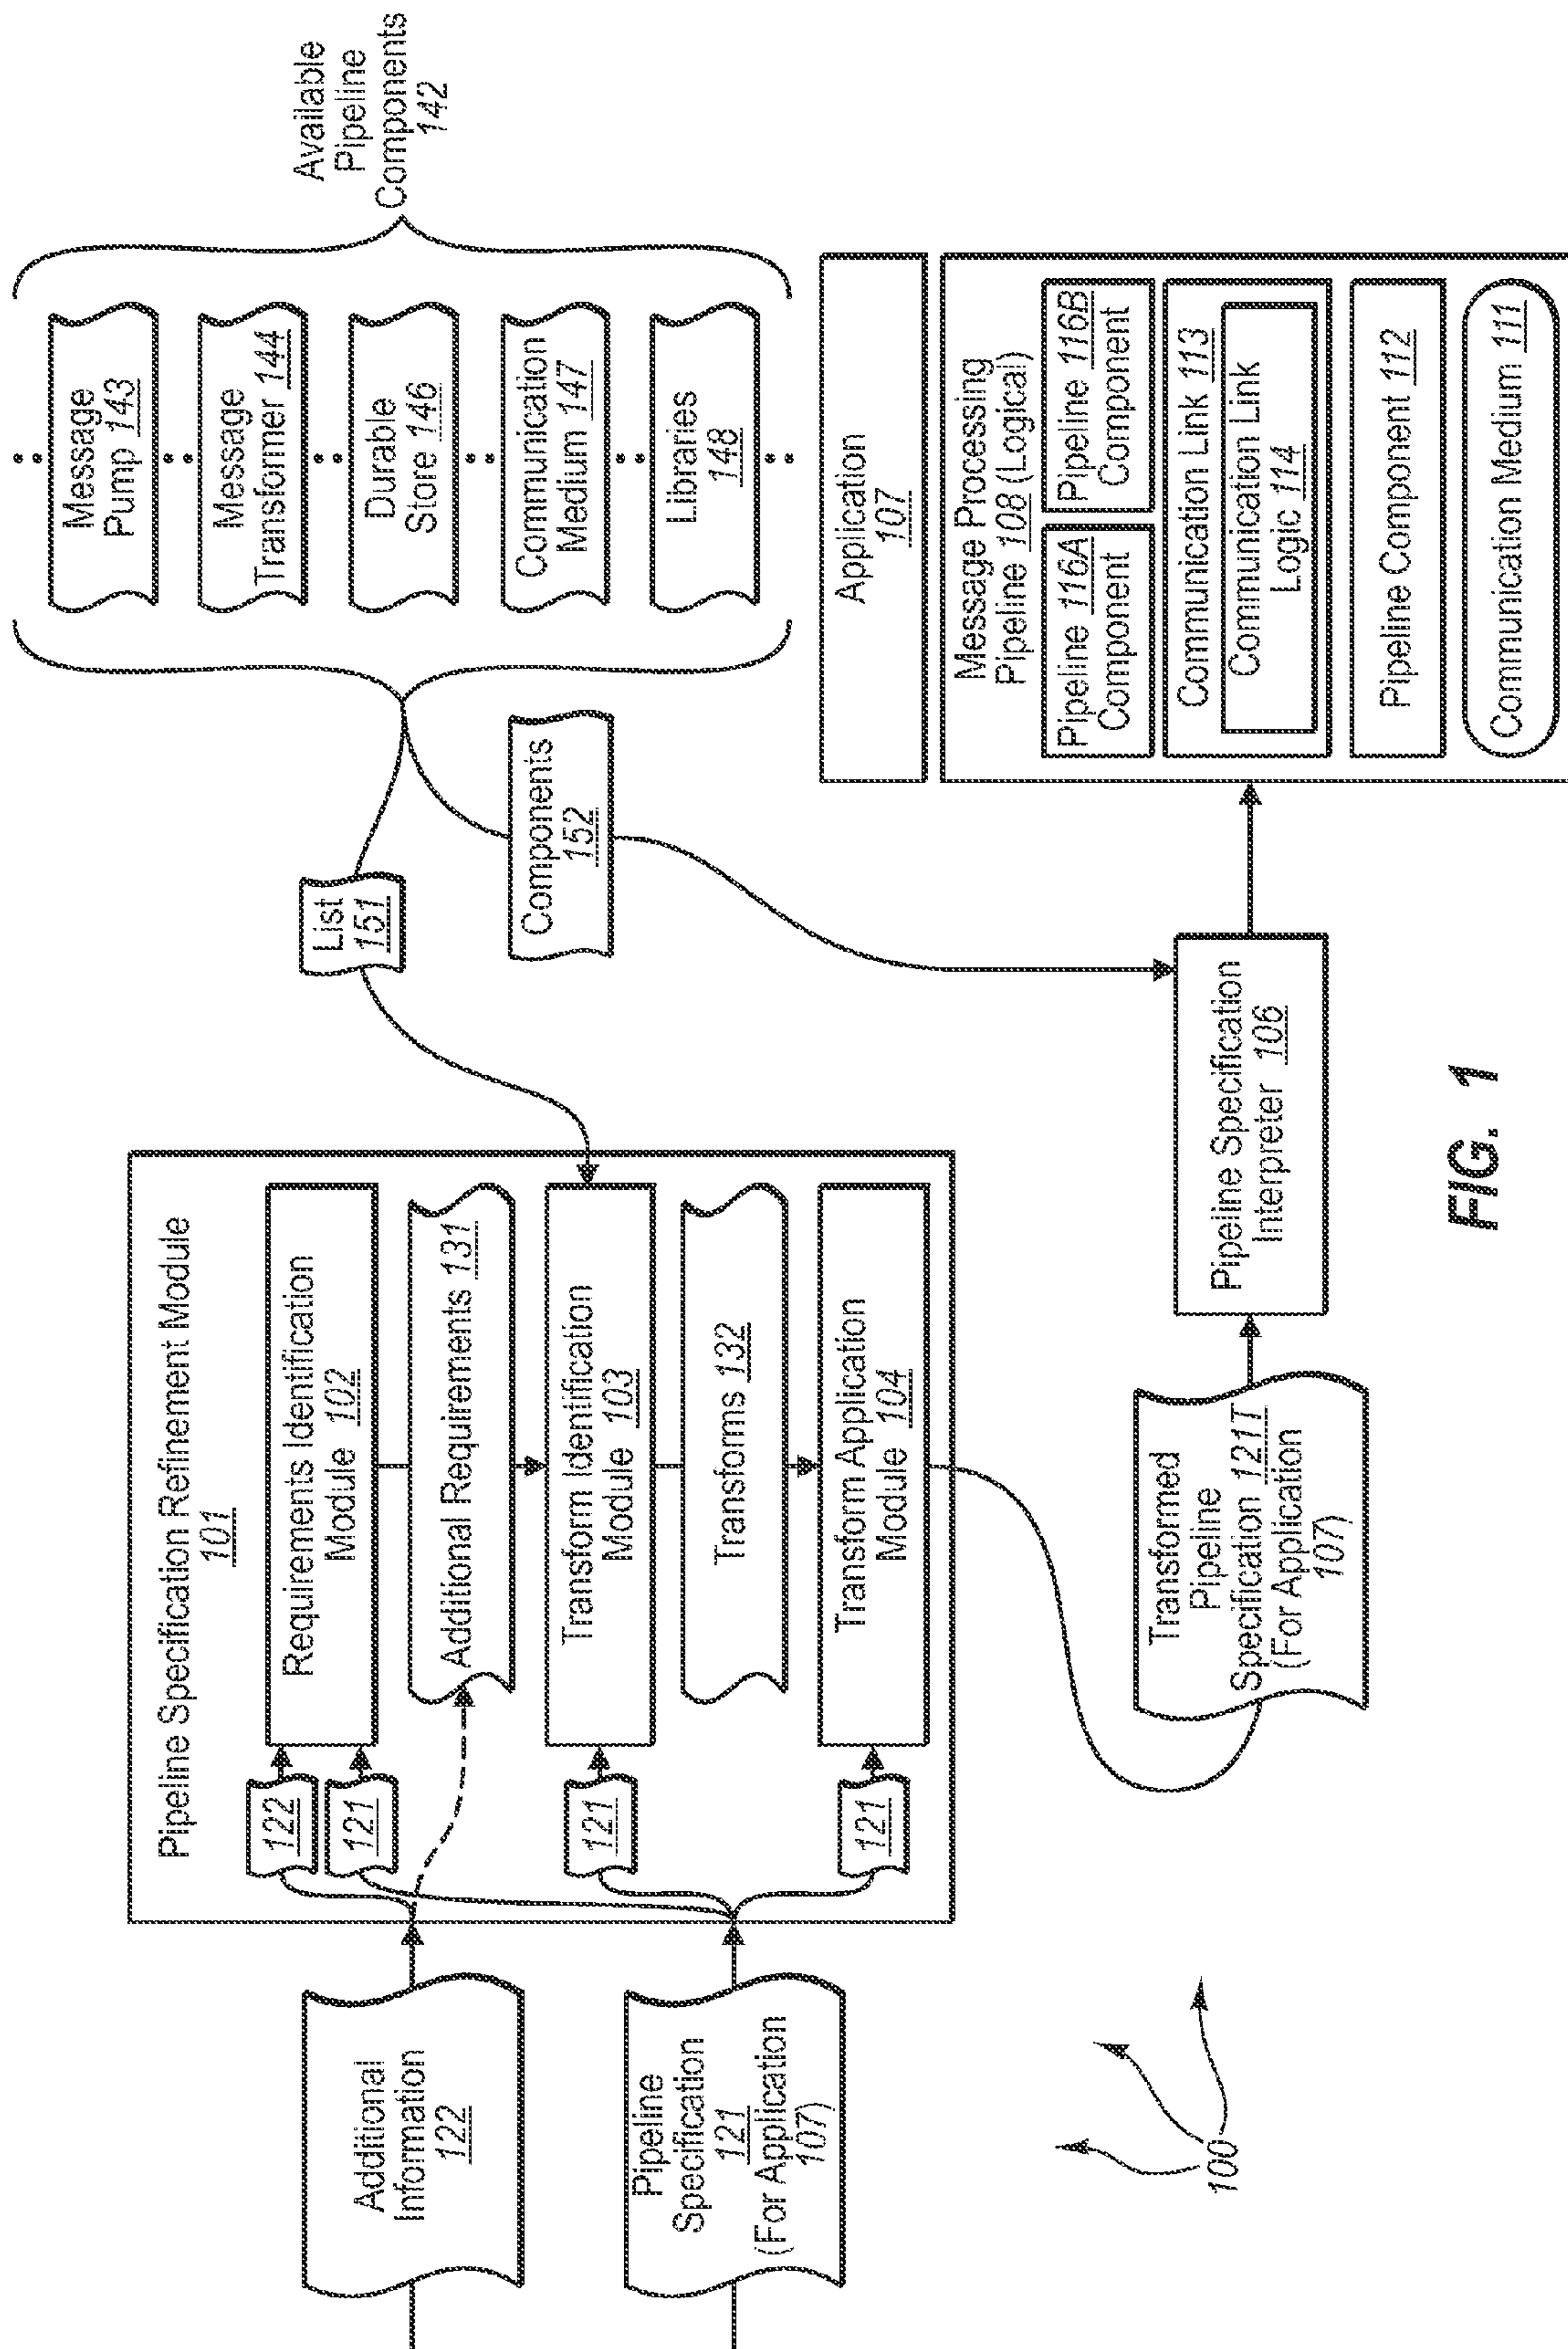 Pipeline Specification Refinement Module
101
Requirements Identification
Module 102
Additional Requirements 131
Transform Identification
Module 103
Transforms 132
Transform Application
Module 104
122
121
121
121
Additional
Information
122
Pipeline
Specification
121
(For Application
107)
List
151
Components
152
Message
Pump 143
Message
Transformer 144
Durable
Store 146
Communication
Medium 147
Libraries
148
Available
Pipeline
Components
142
Transformed
Pipeline
Specification 121T
(For Application
107)
Pipeline Specification
Interpreter 106
Application
107
Message Processing
Pipeline 108 (Logical)
Pipeline 116A
Component
Pipeline 116B
Component
Communication Link 113
Communication Link
Logic 114
Pipeline Component 112
Communication Medium 111
100
FIG. 1